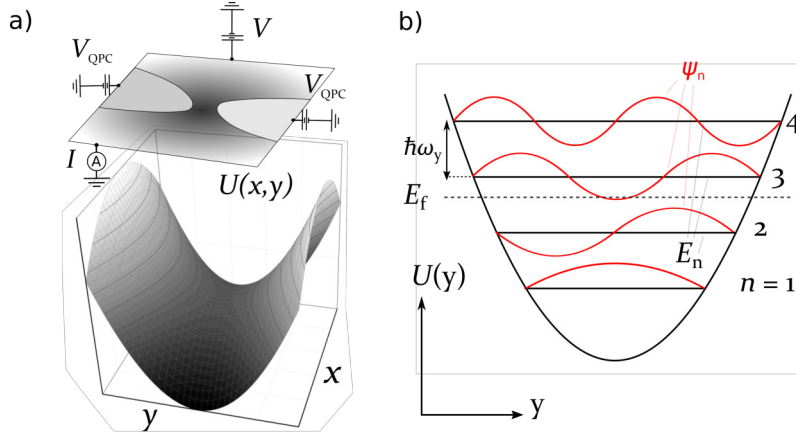 a)
V
V_QPC
V_QPC
I
A
U(x,y)
y
x
b)
ψ_n
4
ħω_y
3
E_f
2
E_n
U(y)
n = 1
y